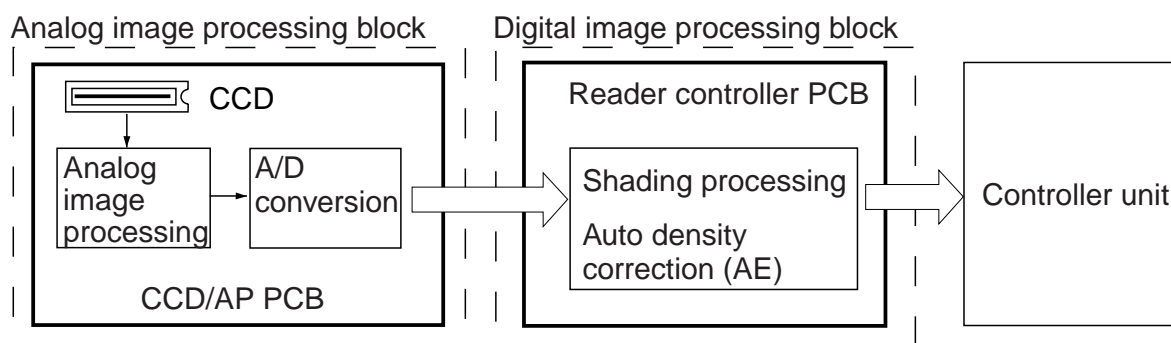 Analog image processing block
CCD
Analog
image
processing
A/D
conversion
CCD/AP PCB
Digital image processing block
Reader controller PCB
Shading processing
Auto density
correction (AE)
Controller unit